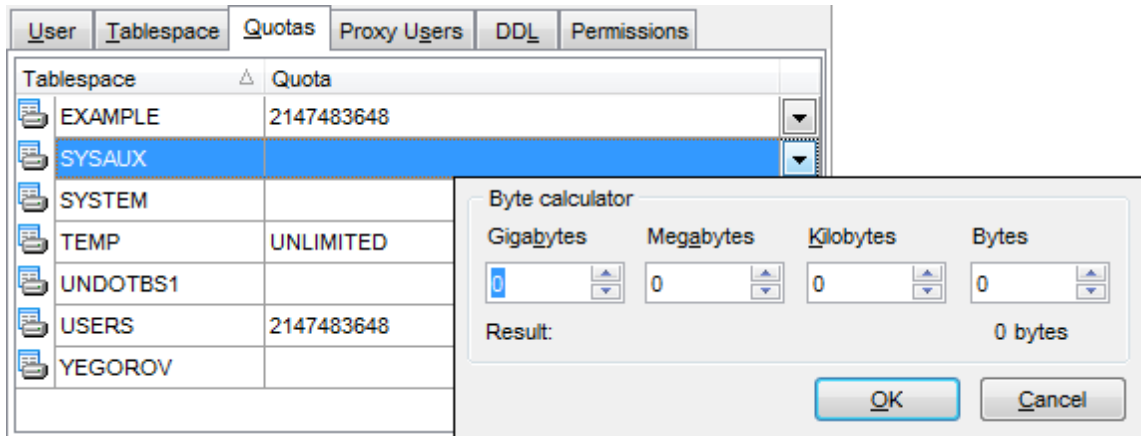 User Tablespace Quotas Proxy Users DDL Permissions
Tablespace Quota
EXAMPLE 2147483648
SYSAUX
SYSTEM
TEMP UNLIMITED
UNDOTBS1
USERS 2147483648
YEGOROV
Byte calculator
Gigabytes Megabytes Kilobytes Bytes
0 0 0 0
Result: 0 bytes
OK Cancel